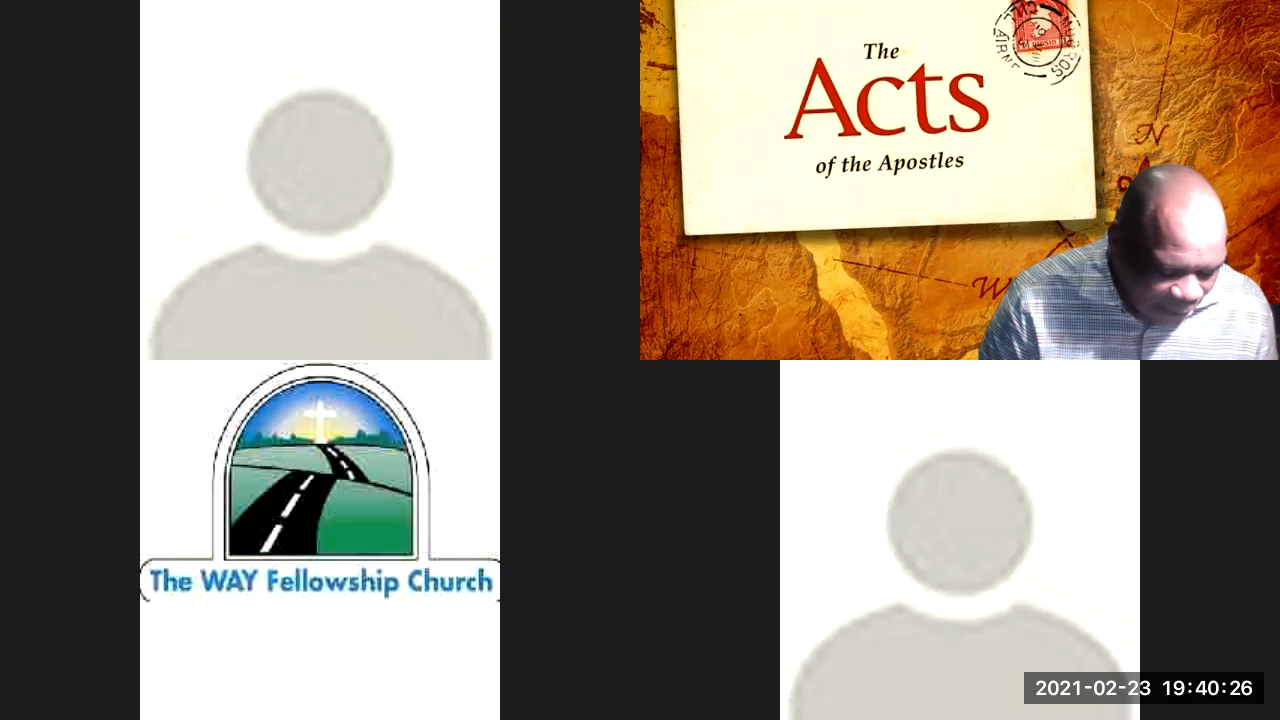 The
Acts
of the Apostles
N
W
The WAY Fellowship Church
2021-02-23 19:40:26